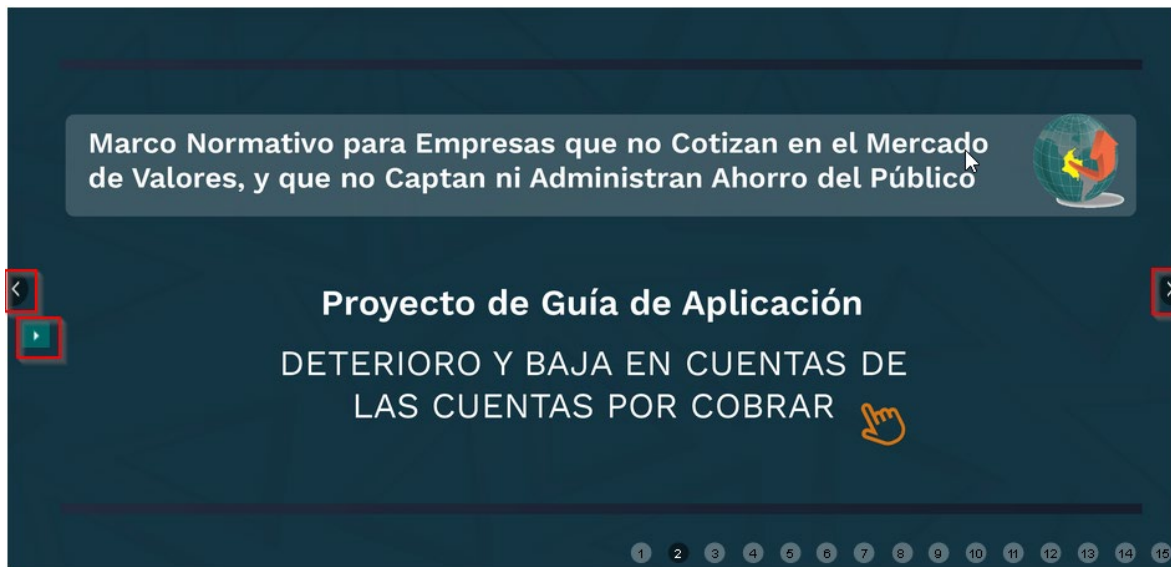 Marco Normativo para Empresas que no Cotizan en el Mercado
de Valores, y que no Captan ni Administran Ahorro del Público
Proyecto de Guía de Aplicación
DETERIORO Y BAJA EN CUENTAS DE
LAS CUENTAS POR COBRAR
1 2 3 4 5 6 7 8 9 10 11 12 13 14 15